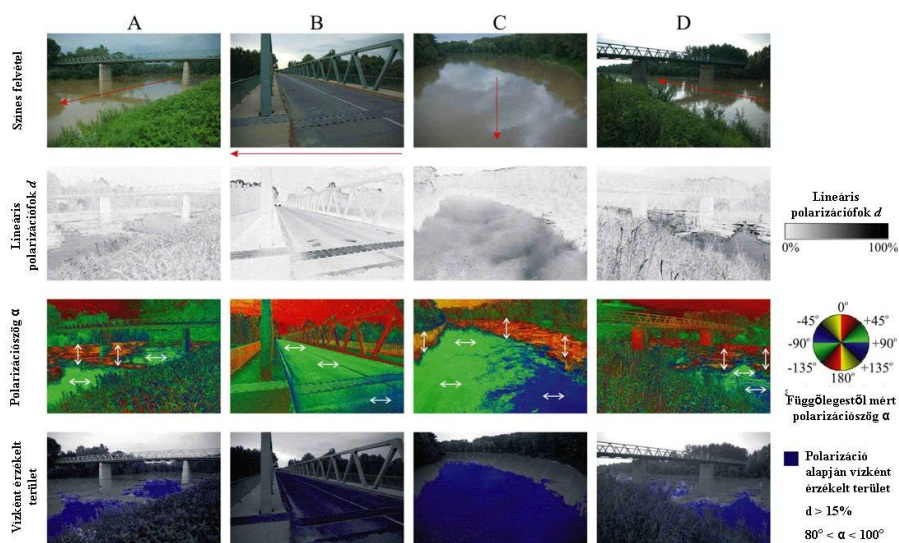 A B C D
Színes felvétel
Lineáris
polarizációfok d
Lineáris
polarizációfok d
0% 100%
Polarizációszög α
0°
-45° +45°
-90° +90°
-135° +135°
180°
Függőlegestől mért
polarizációszög α
Vízként érzékelt
terület
Polarizáció
alapján vízként
érzékelt terület
d > 15%
80° < α < 100°